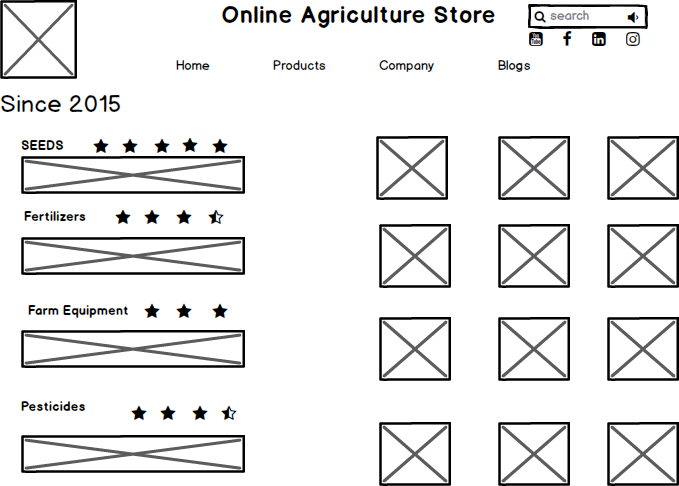 Online Agriculture Store
search
Home Products Company Blogs
Since 2015
SEEDS
Fertilizers
Farm Equipment
Pesticides